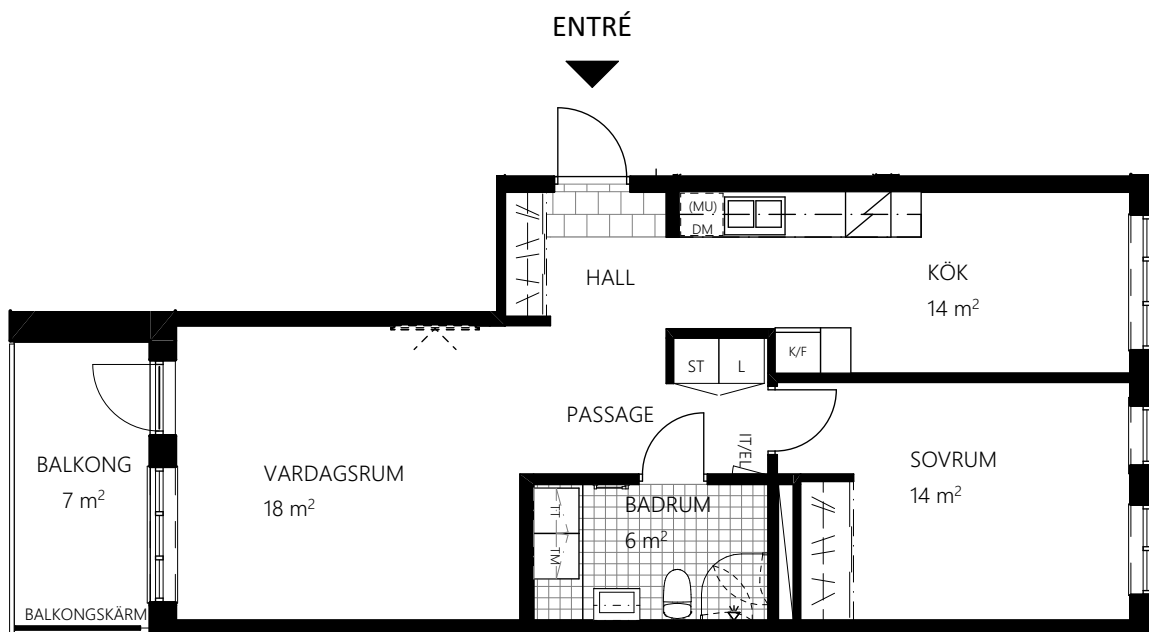 ENTRÉ
(MU)
DM
HALL
KÖK
14 m²
K/F
ST
L
PASSAGE
IT/EL
BALKONG
7 m²
VARDAGSRUM
18 m²
SOVRUM
14 m²
BADRUM
6 m²
TT
TM
BALKONGSKÄRM